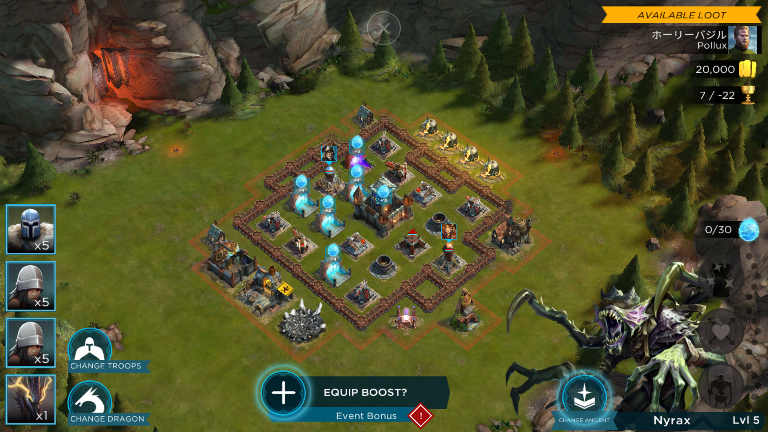 AVAILABLE LOOT
ホーリーバジル
Pollux
20,000
7 / -22
x5
x5
x5
x1
0/30
CHANGE TROOPS
CHANGE DRAGON
EQUIP BOOST?
Event Bonus
!
CHANGE ANCIENT
Nyrax
Lvl 5